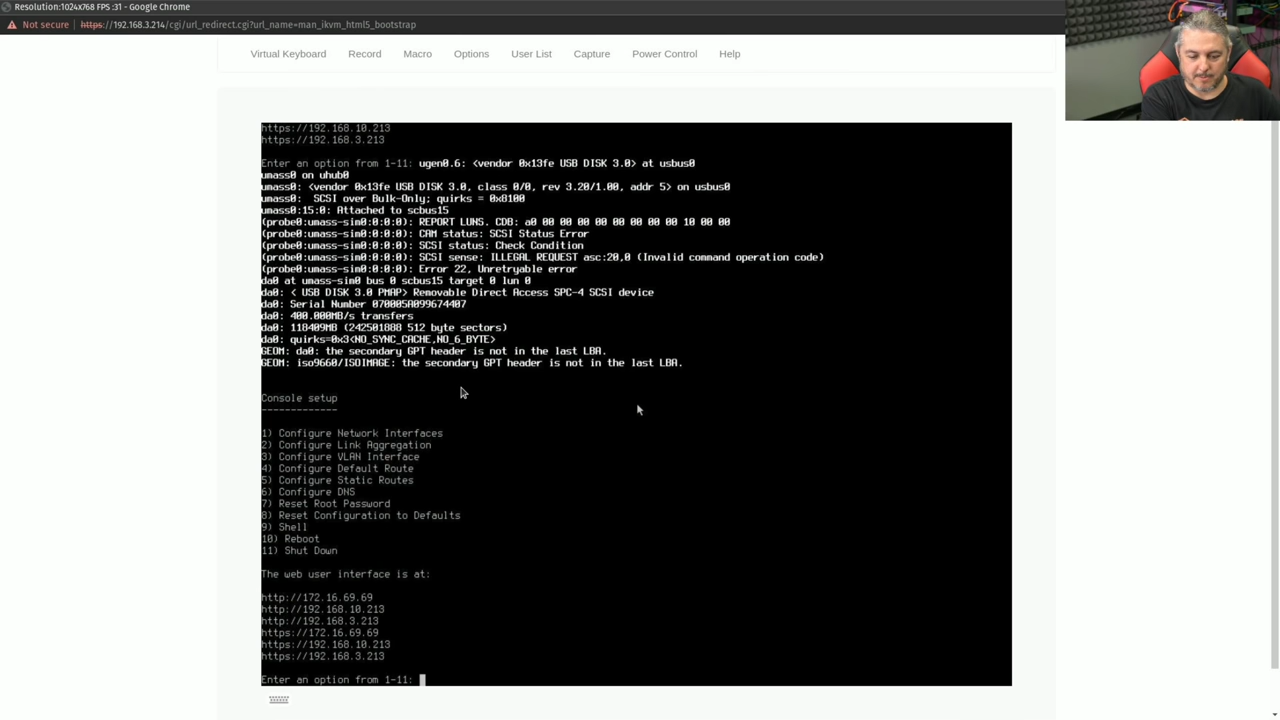 Resolution:1024x768 FPS :31 - Google Chrome
Not secure https://192.168.3.214/cgi/url_redirect.cgi?url_name=man_ikvm_html5_bootstrap
Virtual Keyboard Record Macro Options User List Capture Power Control Help
https://192.168.10.213
https://192.168.3.213
Enter an option from 1-11: ugen0.6: <vendor 0x13fe USB DISK 3.0> at usbus0
umass0 on uhub0
umass0: <vendor 0x13fe USB DISK 3.0, class 0/0, rev 3.20/1.00, addr 5> on usbus0
umass0:  SCSI over Bulk-Only; quirks = 0x8100
umass0:15:0: Attached to scbus15
(probe0:umass-sim0:0:0:0): REPORT LUNS. CDB: a0 00 00 00 00 00 00 00 00 10 00 00
(probe0:umass-sim0:0:0:0): CAM status: SCSI Status Error
(probe0:umass-sim0:0:0:0): SCSI status: Check Condition
(probe0:umass-sim0:0:0:0): SCSI sense: ILLEGAL REQUEST asc:20,0 (Invalid command operation code)
(probe0:umass-sim0:0:0:0): Error 22, Unretryable error
da0 at umass-sim0 bus 0 scbus15 target 0 lun 0
da0: < USB DISK 3.0 PMAP> Removable Direct Access SPC-4 SCSI device
da0: Serial Number 070005A099674407
da0: 400.000MB/s transfers
da0: 118409MB (242501888 512 byte sectors)
da0: quirks=0x3<NO_SYNC_CACHE,NO_6_BYTE>
GEOM: da0: the secondary GPT header is not in the last LBA.
GEOM: iso9660/ISOIMAGE: the secondary GPT header is not in the last LBA.
Console setup
-------------
1) Configure Network Interfaces
2) Configure Link Aggregation
3) Configure VLAN Interface
4) Configure Default Route
5) Configure Static Routes
6) Configure DNS
7) Reset Root Password
8) Reset Configuration to Defaults
9) Shell
10) Reboot
11) Shut Down
The web user interface is at:
http://172.16.69.69
http://192.168.10.213
http://192.168.3.213
https://172.16.69.69
https://192.168.10.213
https://192.168.3.213
Enter an option from 1-11: